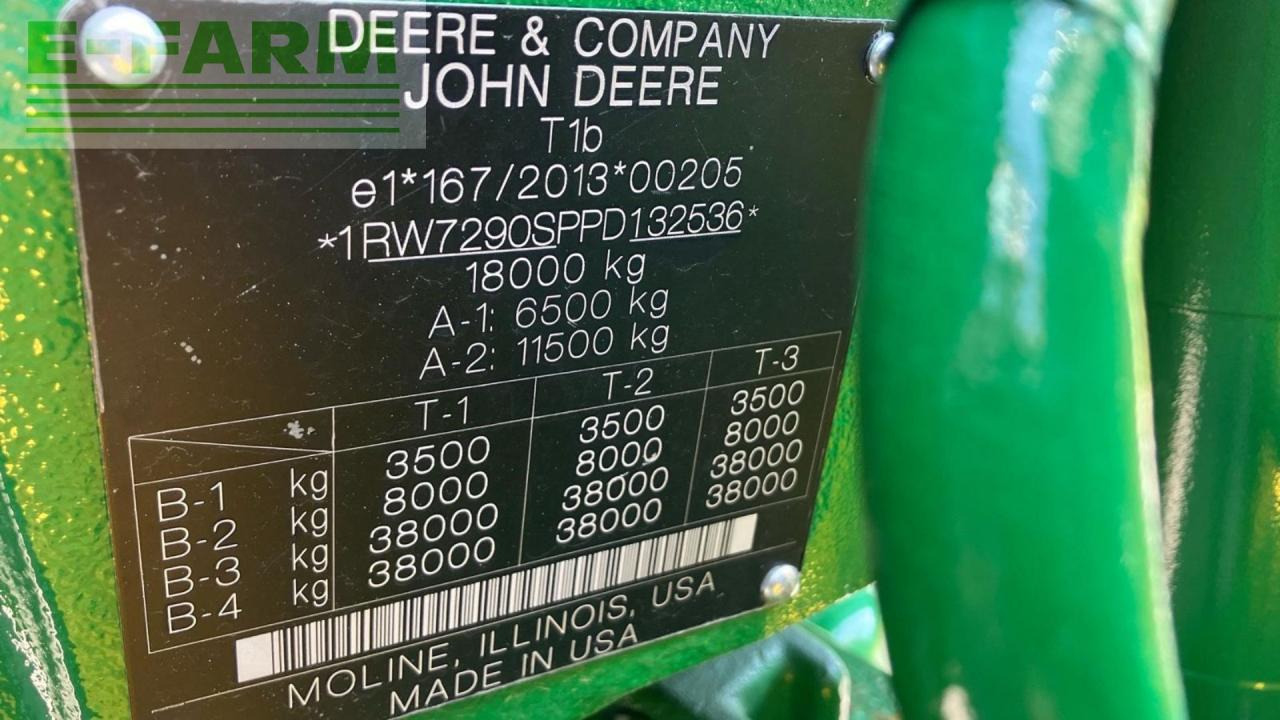 E-FARM
DEERE & COMPANY
JOHN DEERE
T1b
e1*167/2013*00205
*1RW7290SPPD132536*
18000 kg
A-1: 6500 kg
A-2: 11500 kg
T-1 T-2 T-3
B-1 kg 3500 3500 3500
B-2 kg 8000 8000 8000
B-3 kg 38000 38000 38000
B-4 kg 38000 38000 38000
MOLINE, ILLINOIS, USA
MADE IN USA